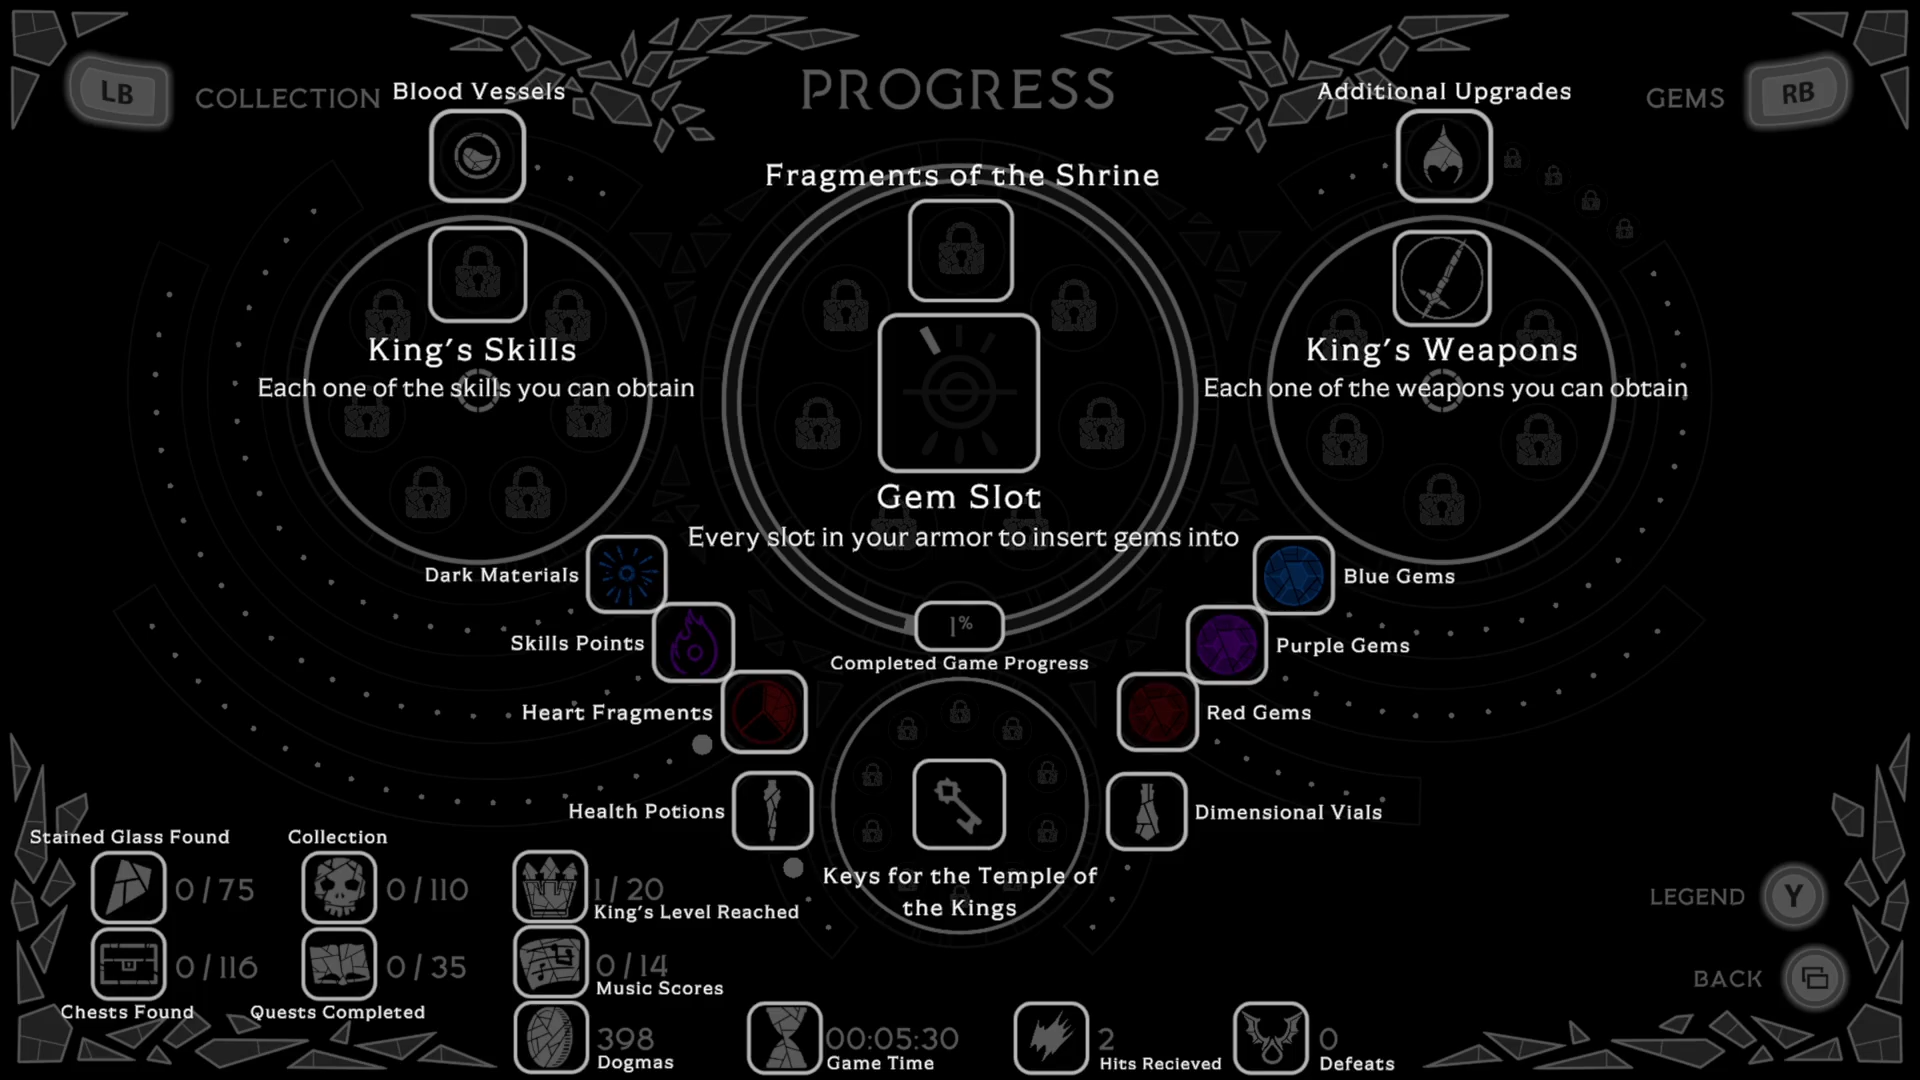 LB
COLLECTION
Blood Vessels
PROGRESS
Additional Upgrades
GEMS
RB
Fragments of the Shrine
King's Skills
Each one of the skills you can obtain
King's Weapons
Each one of the weapons you can obtain
Gem Slot
Every slot in your armor to insert gems into
Dark Materials
Blue Gems
Skills Points
1%
Purple Gems
Completed Game Progress
Heart Fragments
Red Gems
Health Potions
Dimensional Vials
Keys for the Temple of
the Kings
Stained Glass Found
0/75
Collection
0/110
1/20
King's Level Reached
0/116
Chests Found
0/35
Quests Completed
0/14
Music Scores
398
Dogmas
00:05:30
Game Time
2
Hits Recieved
0
Defeats
LEGEND
Y
BACK